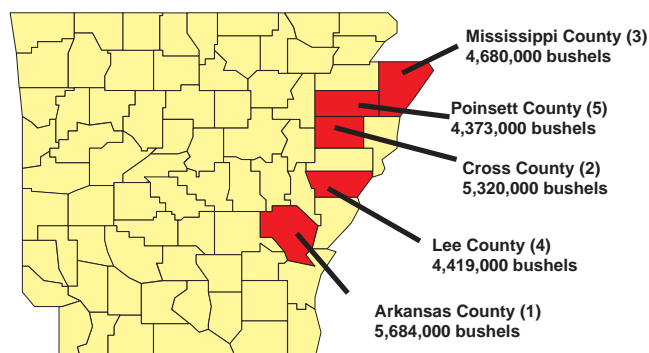 Mississippi County (3)
4,680,000 bushels
Poinsett County (5)
4,373,000 bushels
Cross County (2)
5,320,000 bushels
Lee County (4)
4,419,000 bushels
Arkansas County (1)
5,684,000 bushels